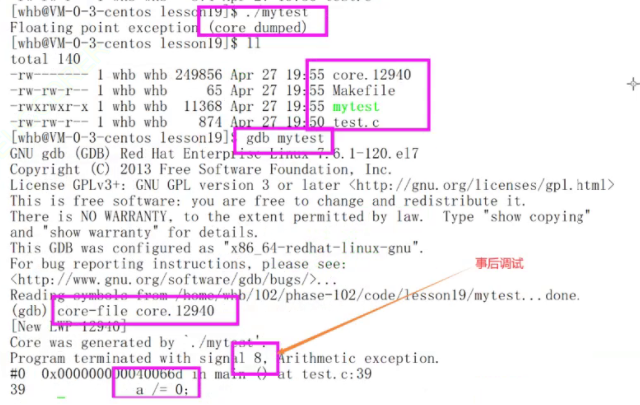 [whb@VM-0-3-centos lesson19]$ ./mytest
Floating point exception (core dumped)
[whb@VM-0-3-centos lesson19]$ ll
total 140
-rw------- 1 whb whb 249856 Apr 27 19:55 core.12940
-rw-rw-r-- 1 whb whb 65 Apr 27 19:55 Makefile
-rwxrwxr-x 1 whb whb 11368 Apr 27 19:55 mytest
-rw-rw-r-- 1 whb whb 874 Apr 27 19:50 test.c
[whb@VM-0-3-centos lesson19]$ gdb mytest
GNU gdb (GDB) Red Hat Enterprise Linux 7.6.1-120.el7
Copyright (C) 2013 Free Software Foundation, Inc.
License GPLv3+: GNU GPL version 3 or later <http://gnu.org/licenses/gpl.html>
This is free software: you are free to change and redistribute it.
There is NO WARRANTY, to the extent permitted by law. Type "show copying"
and "show warranty" for details.
This GDB was configured as "x86_64-redhat-linux-gnu".
For bug reporting instructions, please see:
<http://www.gnu.org/software/gdb/bugs/>...
事后调试
Reading symbols from /home/whb/102/phase-102/code/lesson19/mytest...done.
(gdb) core-file core.12940
[New LWP 12940]
Core was generated by `./mytest'.
Program terminated with signal 8, Arithmetic exception.
#0 0x000000000040066d in main () at test.c:39
39 a /= 0;